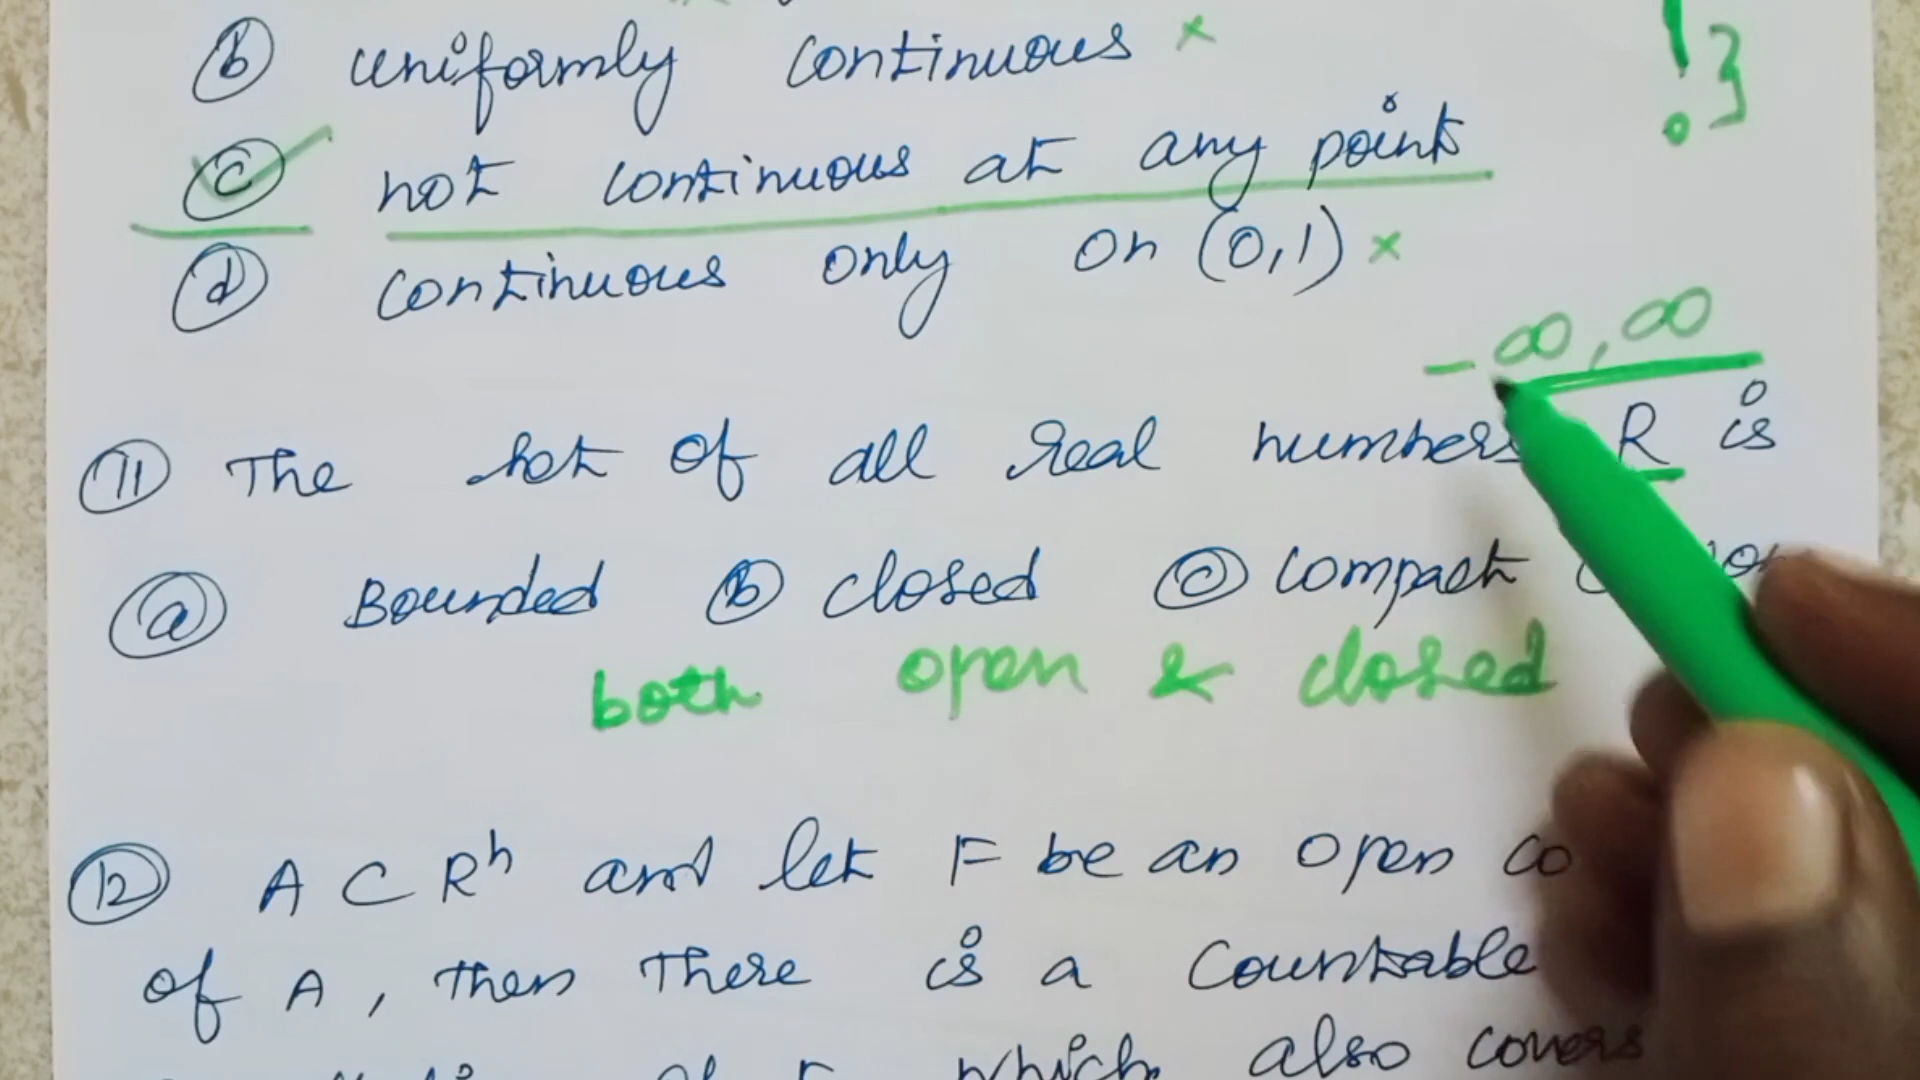 (b) uniformly continuous ×
! }
(c) not continuous at any point
(d) continuous only on (0,1) ×
-∞, ∞
(11) The set of all real numbers R is
(a) Bounded (b) closed (c) compact
both open & closed
(12) A ⊂ Rⁿ and let F be an open co
of A, then there is a countable
of F which also covers